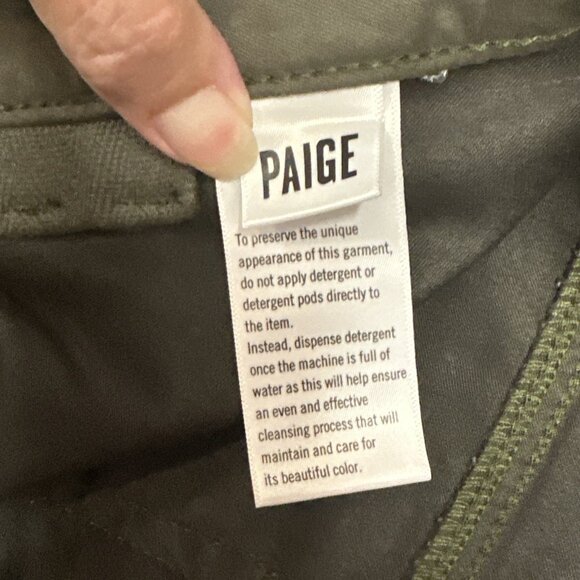 PAIGE
To preserve the unique
appearance of this garment,
do not apply detergent or
detergent pods directly to
the item.
Instead, dispense detergent
once the machine is full of
water as this will help ensure
an even and effective
cleansing process that will
maintain and care for
its beautiful color.